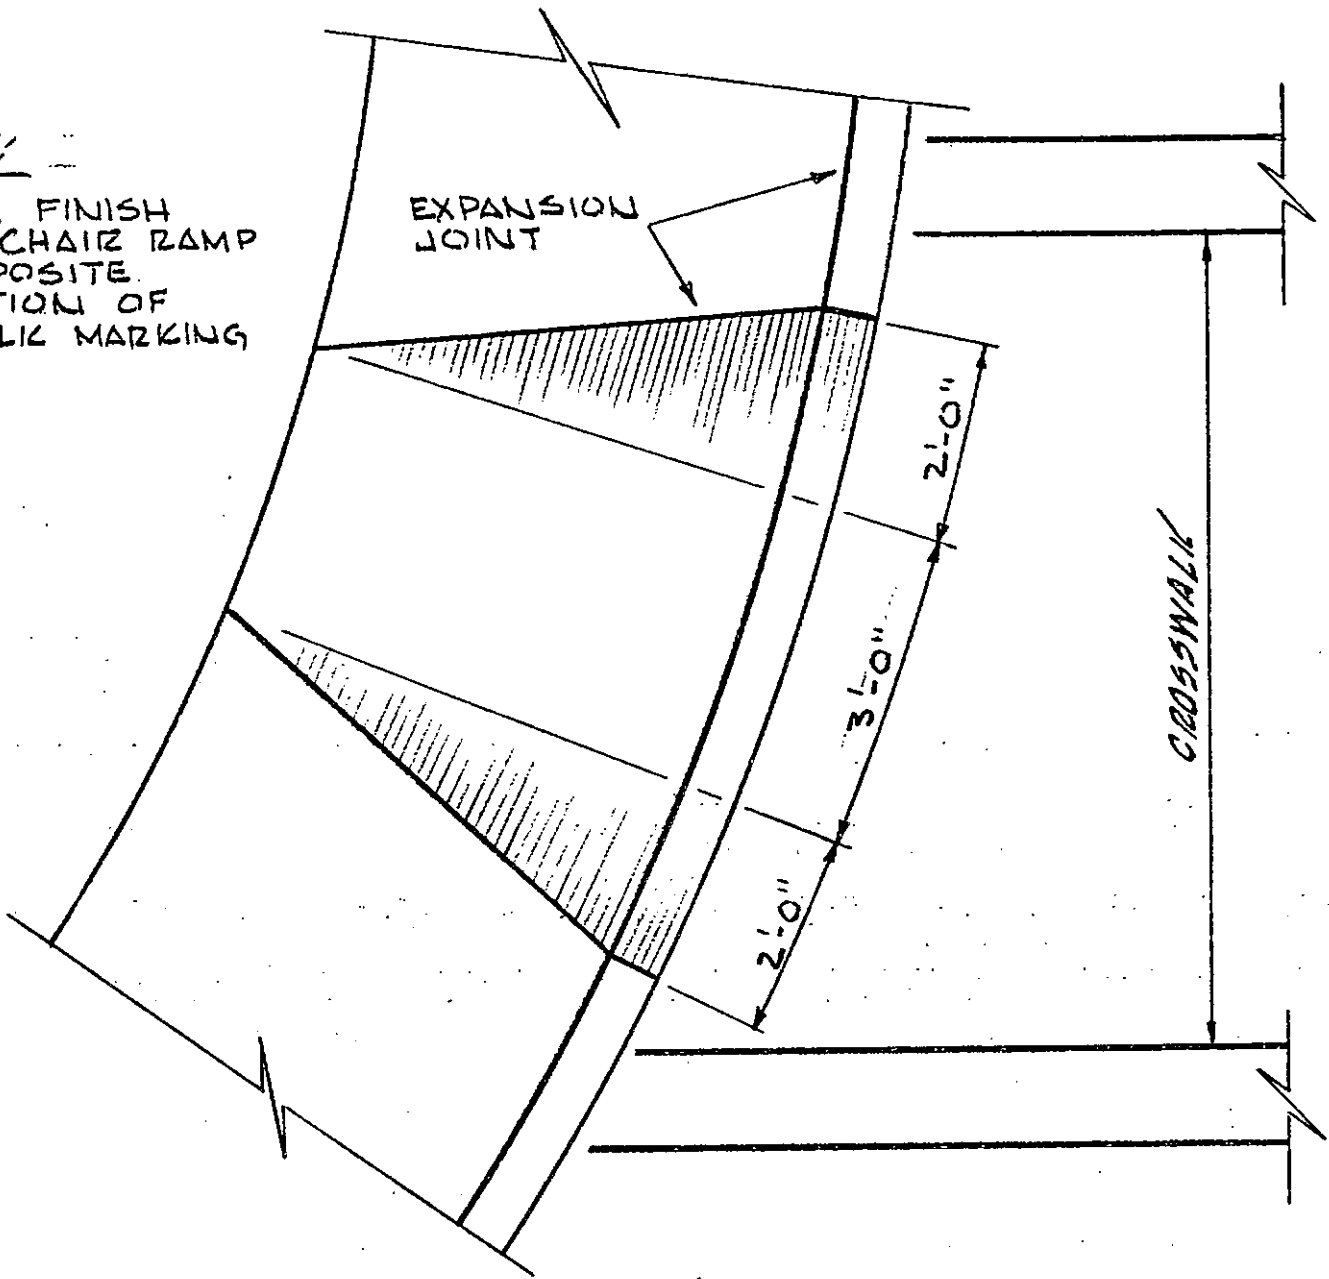 FINISH
CHAIR RAMP
POSITE.
TION OF
LK MARKING
EXPANSION
JOINT
2'-0"
3'-0"
2'-0"
CROSSWALK